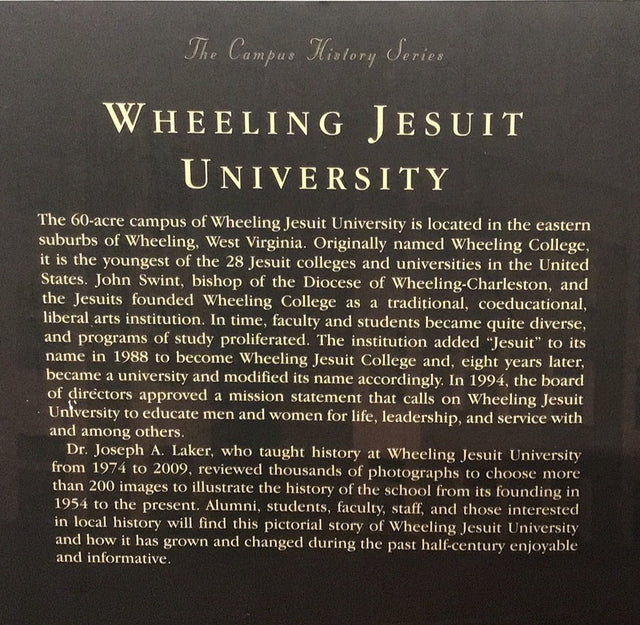 The Campus History Series
WHEELING JESUIT
UNIVERSITY
The 60-acre campus of Wheeling Jesuit University is located in the eastern
suburbs of Wheeling, West Virginia. Originally named Wheeling College,
it is the youngest of the 28 Jesuit colleges and universities in the United
States. John Swint, bishop of the Diocese of Wheeling-Charleston, and
the Jesuits founded Wheeling College as a traditional, coeducational,
liberal arts institution. In time, faculty and students became quite diverse,
and programs of study proliferated. The institution added “Jesuit” to its
name in 1988 to become Wheeling Jesuit College and, eight years later,
became a university and modified its name accordingly. In 1994, the board
of directors approved a mission statement that calls on Wheeling Jesuit
University to educate men and women for life, leadership, and service with
and among others.
Dr. Joseph A. Laker, who taught history at Wheeling Jesuit University
from 1974 to 2009, reviewed thousands of photographs to choose more
than 200 images to illustrate the history of the school from its founding in
1954 to the present. Alumni, students, faculty, staff, and those interested
in local history will find this pictorial story of Wheeling Jesuit University
and how it has grown and changed during the past half-century enjoyable
and informative.